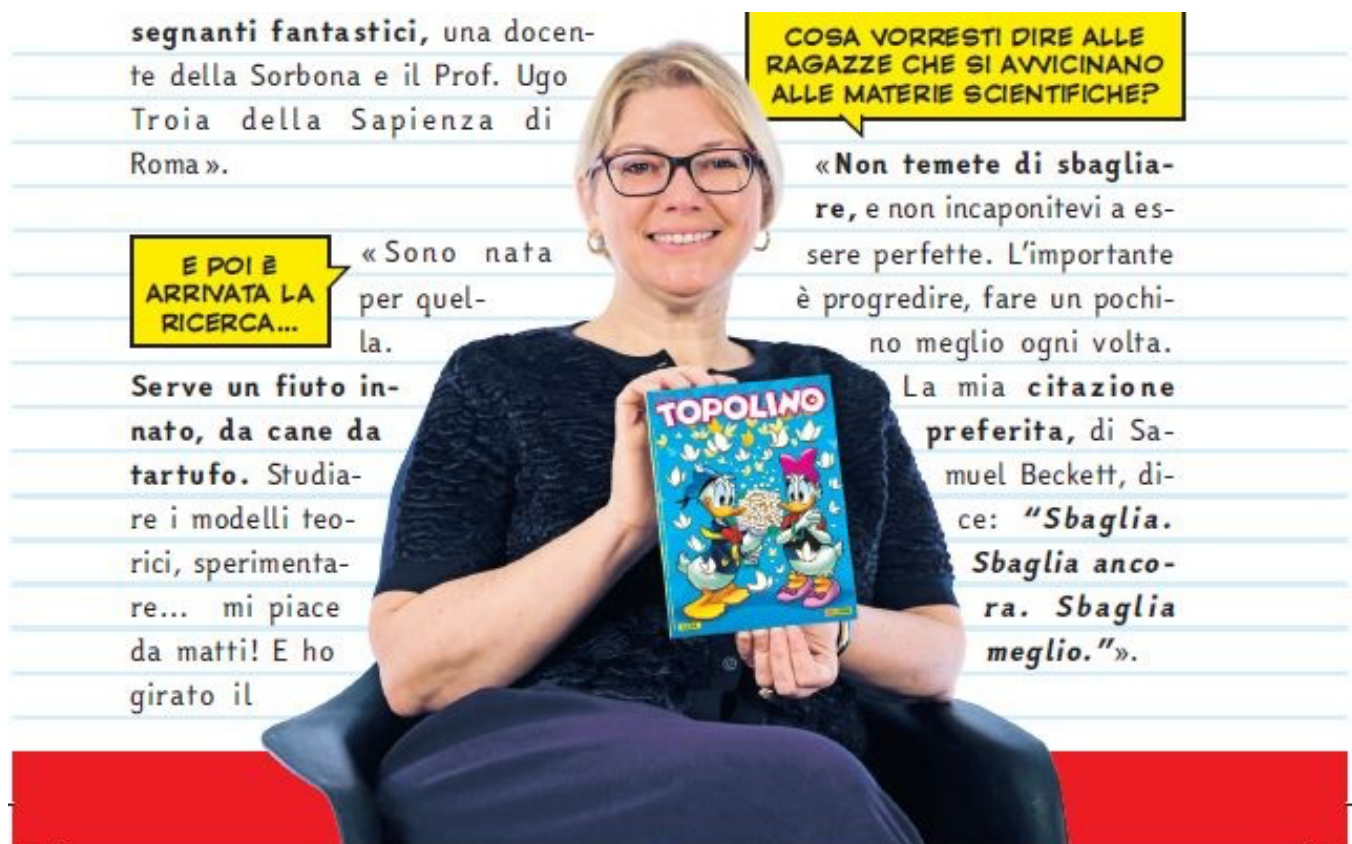 segnanti fantastici, una docen-
te della Sorbona e il Prof. Ugo
Troia della Sapienza di
Roma».
E POI È
ARRIVATA LA
RICERCA...
«Sono nata
per quel-
la.
Serve un fiuto in-
nato, da cane da
tartufo. Studia-
re i modelli teo-
rici, sperimenta-
re... mi piace
da matti! E ho
girato il
TOPOLINO
COSA VORRESTI DIRE ALLE
RAGAZZE CHE SI AVVICINANO
ALLE MATERIE SCIENTIFICHE?
«Non temete di sbaglia-
re, e non incaponitevi a es-
sere perfette. L'importante
è progredire, fare un pochi-
no meglio ogni volta.
La mia citazione
preferita, di Sa-
muel Beckett, di-
ce: "Sbaglia.
Sbaglia anco-
ra. Sbaglia
meglio."».